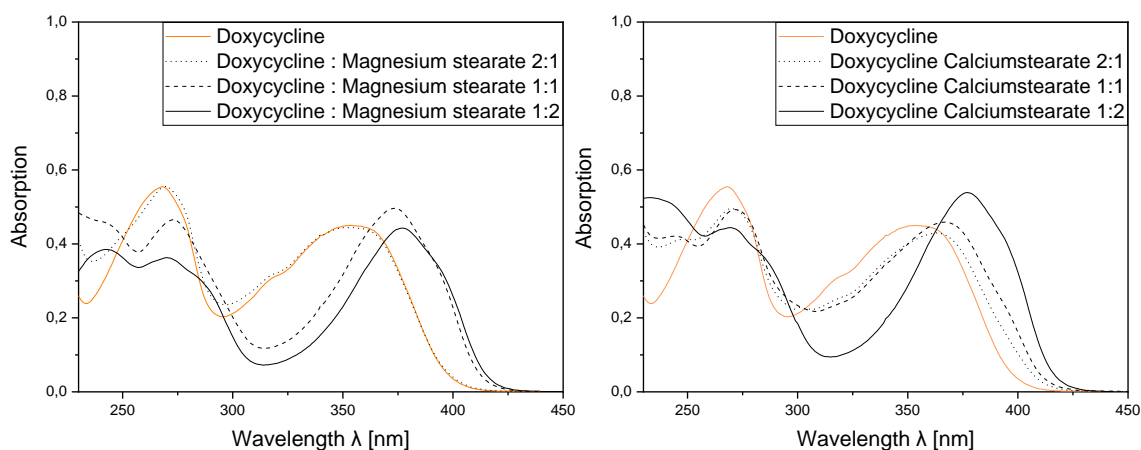 1,0
0,8
0,6
0,4
0,2
0,0
Absorption
250 300 350 400 450
Wavelength λ [nm]
Doxycycline
Doxycycline : Magnesium stearate 2:1
Doxycycline : Magnesium stearate 1:1
Doxycycline : Magnesium stearate 1:2
1,0
0,8
0,6
0,4
0,2
0,0
Absorption
250 300 350 400 450
Wavelength λ [nm]
Doxycycline
Doxycycline Calciumstearate 2:1
Doxycycline Calciumstearate 1:1
Doxycycline Calciumstearate 1:2